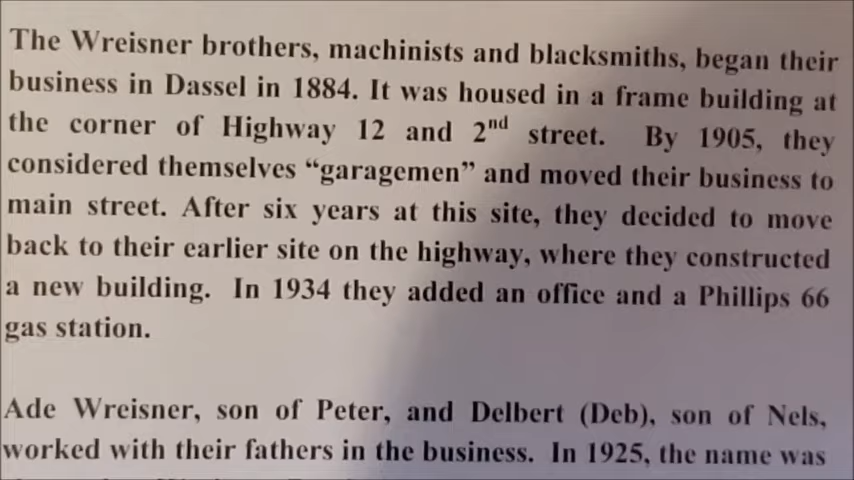 The Wreisner brothers, machinists and blacksmiths, began their
business in Dassel in 1884. It was housed in a frame building at
the corner of Highway 12 and 2nd street. By 1905, they
considered themselves “garagemen” and moved their business to
main street. After six years at this site, they decided to move
back to their earlier site on the highway, where they constructed
a new building. In 1934 they added an office and a Phillips 66
gas station.
Ade Wreisner, son of Peter, and Delbert (Deb), son of Nels,
worked with their fathers in the business. In 1925, the name was